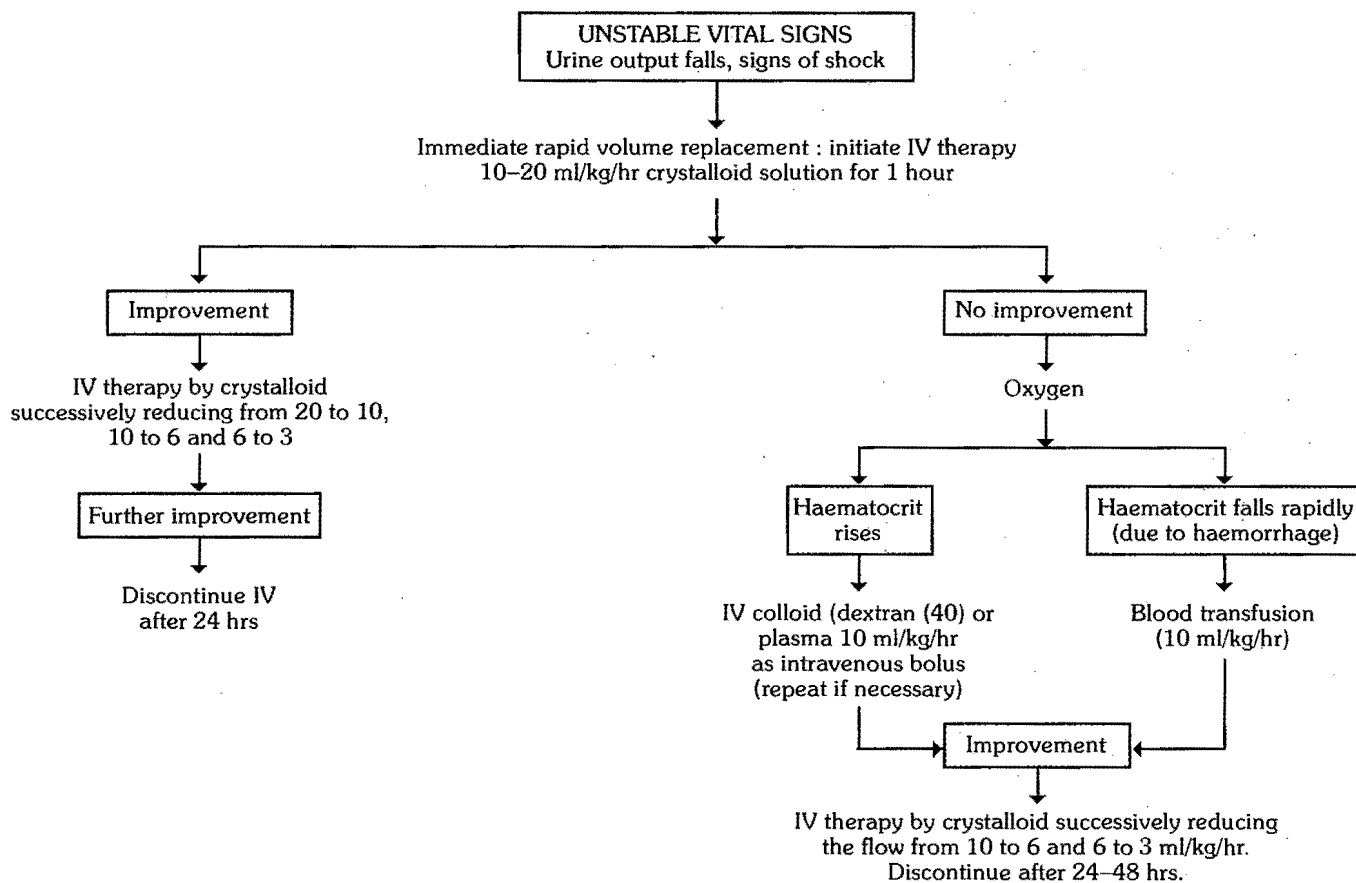 UNSTABLE VITAL SIGNS
Urine output falls, signs of shock
Immediate rapid volume replacement : initiate IV therapy
10–20 ml/kg/hr crystalloid solution for 1 hour
Improvement
No improvement
IV therapy by crystalloid
successively reducing from 20 to 10,
10 to 6 and 6 to 3
Oxygen
Further improvement
Haematocrit
rises
Haematocrit falls rapidly
(due to haemorrhage)
Discontinue IV
after 24 hrs
IV colloid (dextran (40) or
plasma 10 ml/kg/hr
as intravenous bolus
(repeat if necessary)
Blood transfusion
(10 ml/kg/hr)
Improvement
IV therapy by crystalloid successively reducing
the flow from 10 to 6 and 6 to 3 ml/kg/hr.
Discontinue after 24–48 hrs.